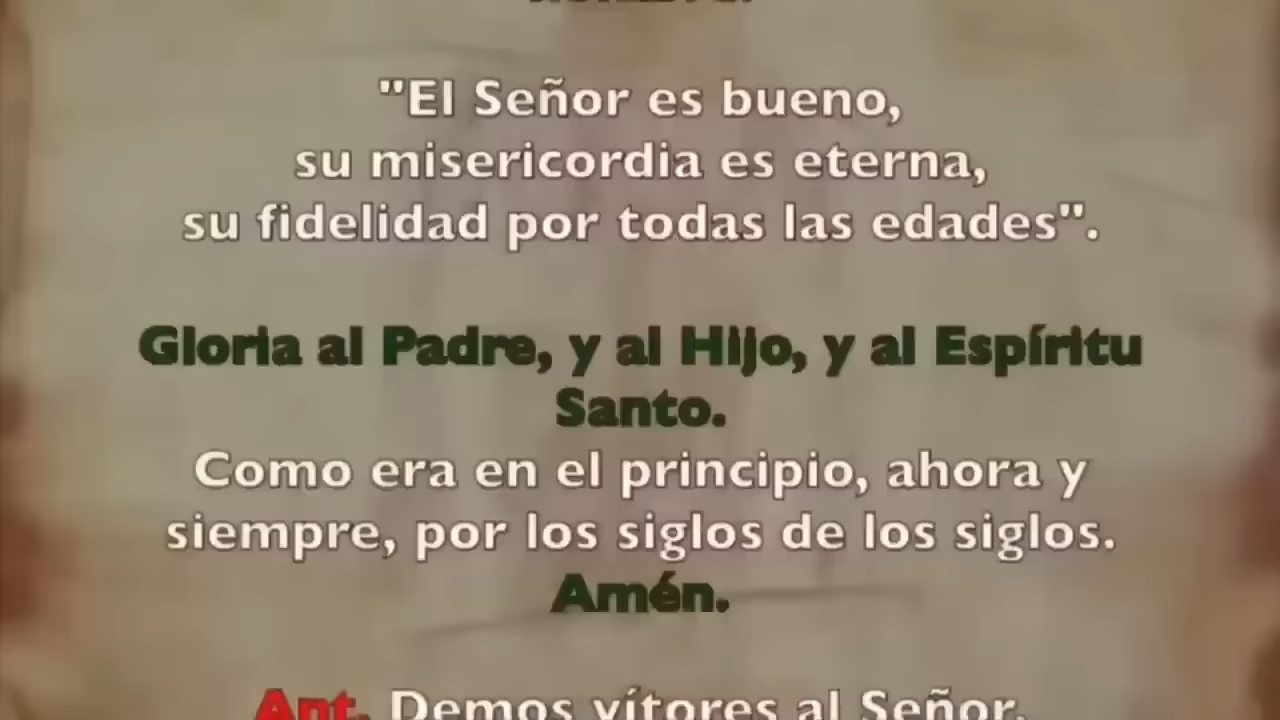 "El Señor es bueno,
su misericordia es eterna,
su fidelidad por todas las edades".
Gloria al Padre, y al Hijo, y al Espíritu
Santo.
Como era en el principio, ahora y
siempre, por los siglos de los siglos.
Amén.
Ant. Demos vítores al Señor,